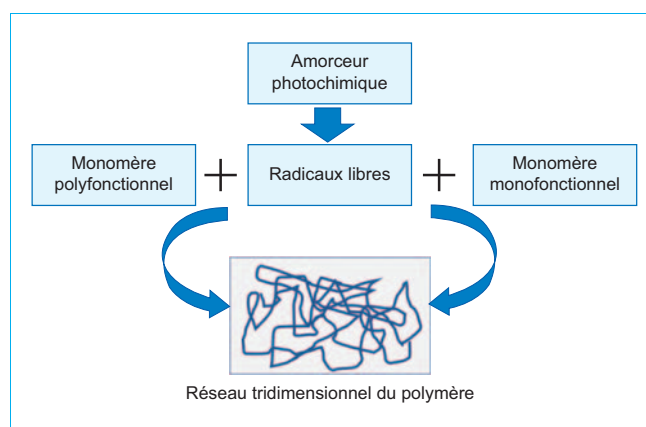 Amorceur
photochimique
Monomère
polyfonctionnel
+
Radicaux libres
+
Monomère
monofonctionnel
Réseau tridimensionnel du polymère